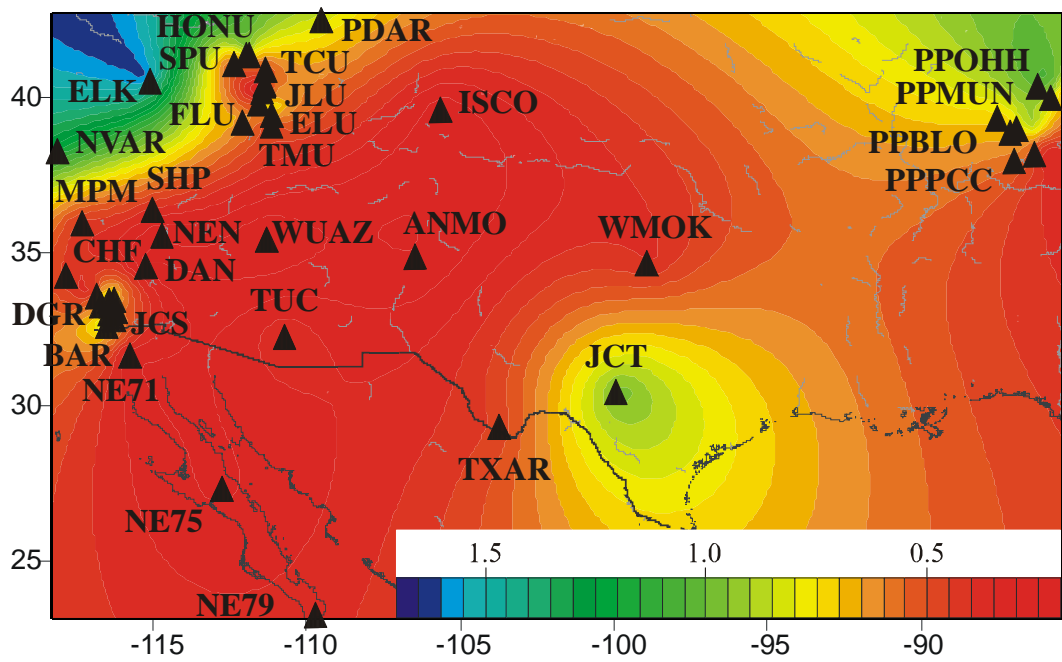 HONU
PDAR
SPU
TCU
PPOHH
ELK
JLU
ISCO
PPMUN
40
FLU
ELU
NVAR
TMU
PPBLO
SHP
PPPCC
MPM
CHF
NEN
WUAZ
ANMO
WMOK
35
DAN
TUC
DGR
JCS
BAR
JCT
NE71
30
TXAR
NE75
25
1.5 1.0 0.5
NE79
-115 -110 -105 -100 -95 -90